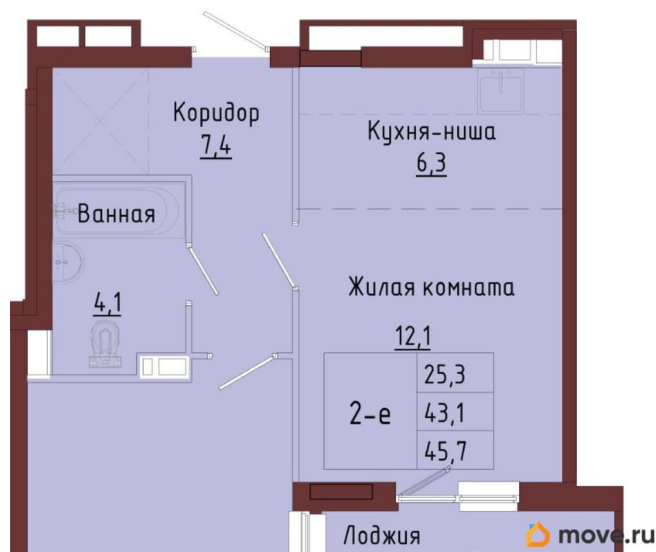 Коридор
7,4
Кухня-ниша
6,3
Ванная
4,1
Жилая комната
12,1
2-е
25,3
43,1
45,7
Лоджия
move.ru